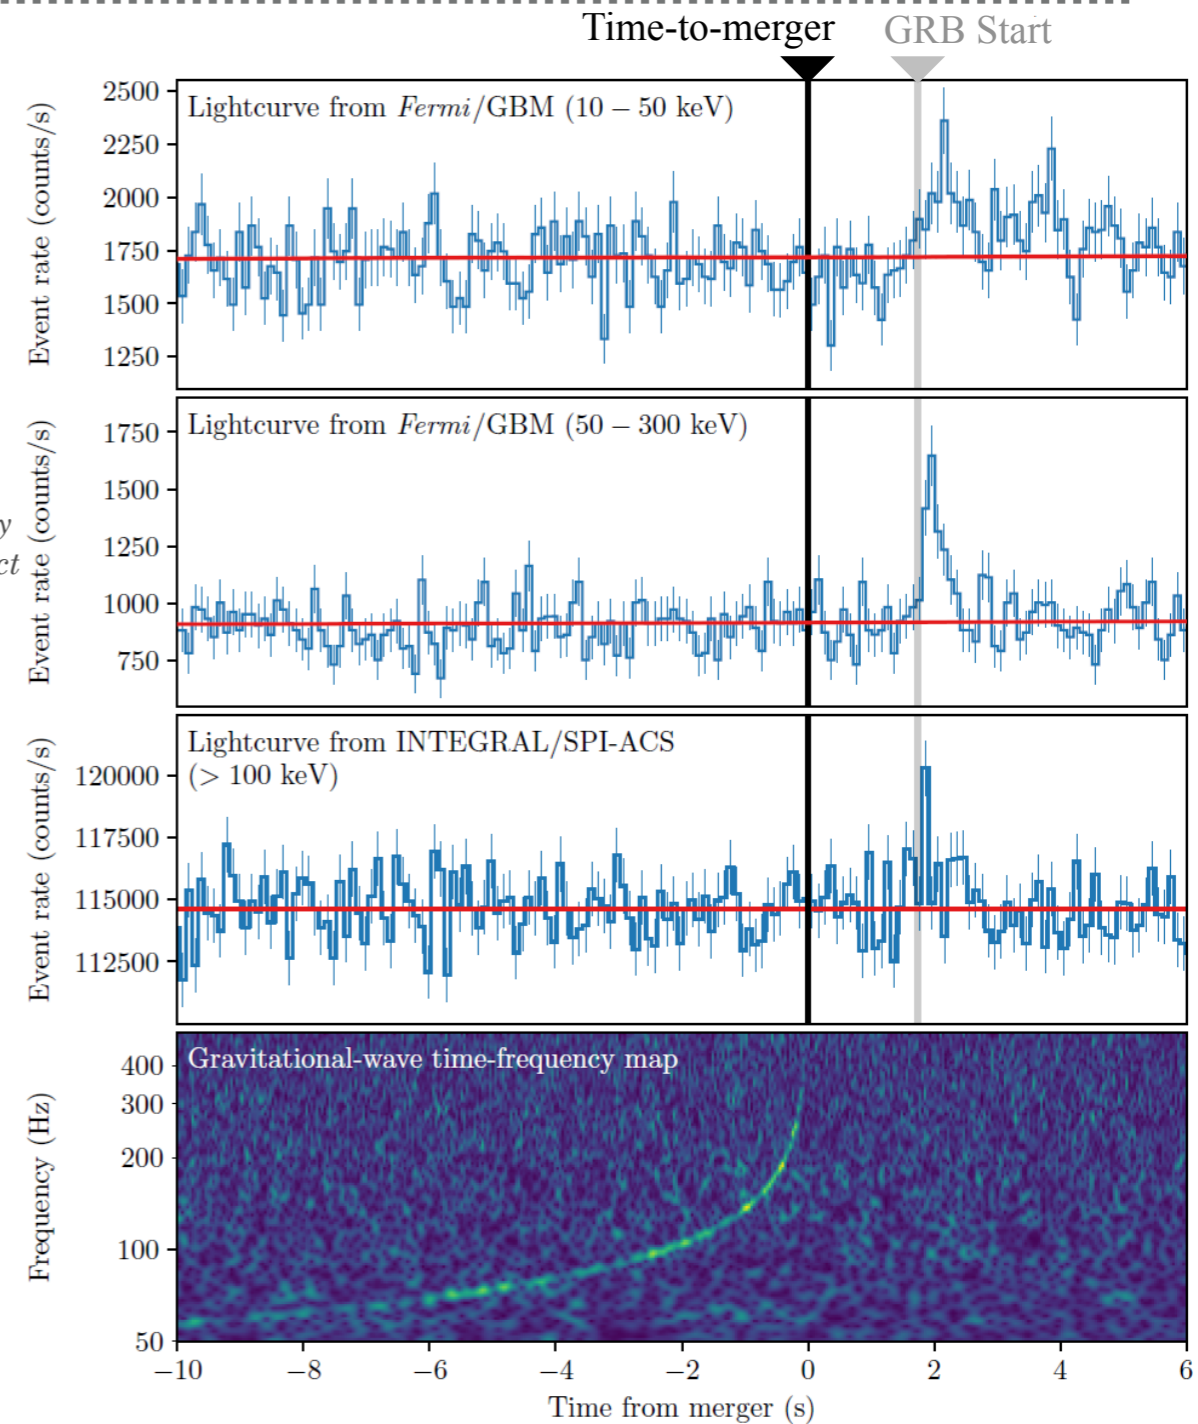 Time-to-merger GRB Start
2500
2250
2000
1750
1500
1250
Event rate (counts/s)
Lightcurve from Fermi/GBM (10 – 50 keV)
1750
1500
1250
1000
750
Event rate (counts/s)
Lightcurve from Fermi/GBM (50 – 300 keV)
120000
117500
115000
112500
Event rate (counts/s)
Lightcurve from INTEGRAL/SPI-ACS
(> 100 keV)
400
300
200
100
50
Frequency (Hz)
Gravitational-wave time-frequency map
−10 −8 −6 −4 −2 0 2 4 6
Time from merger (s)